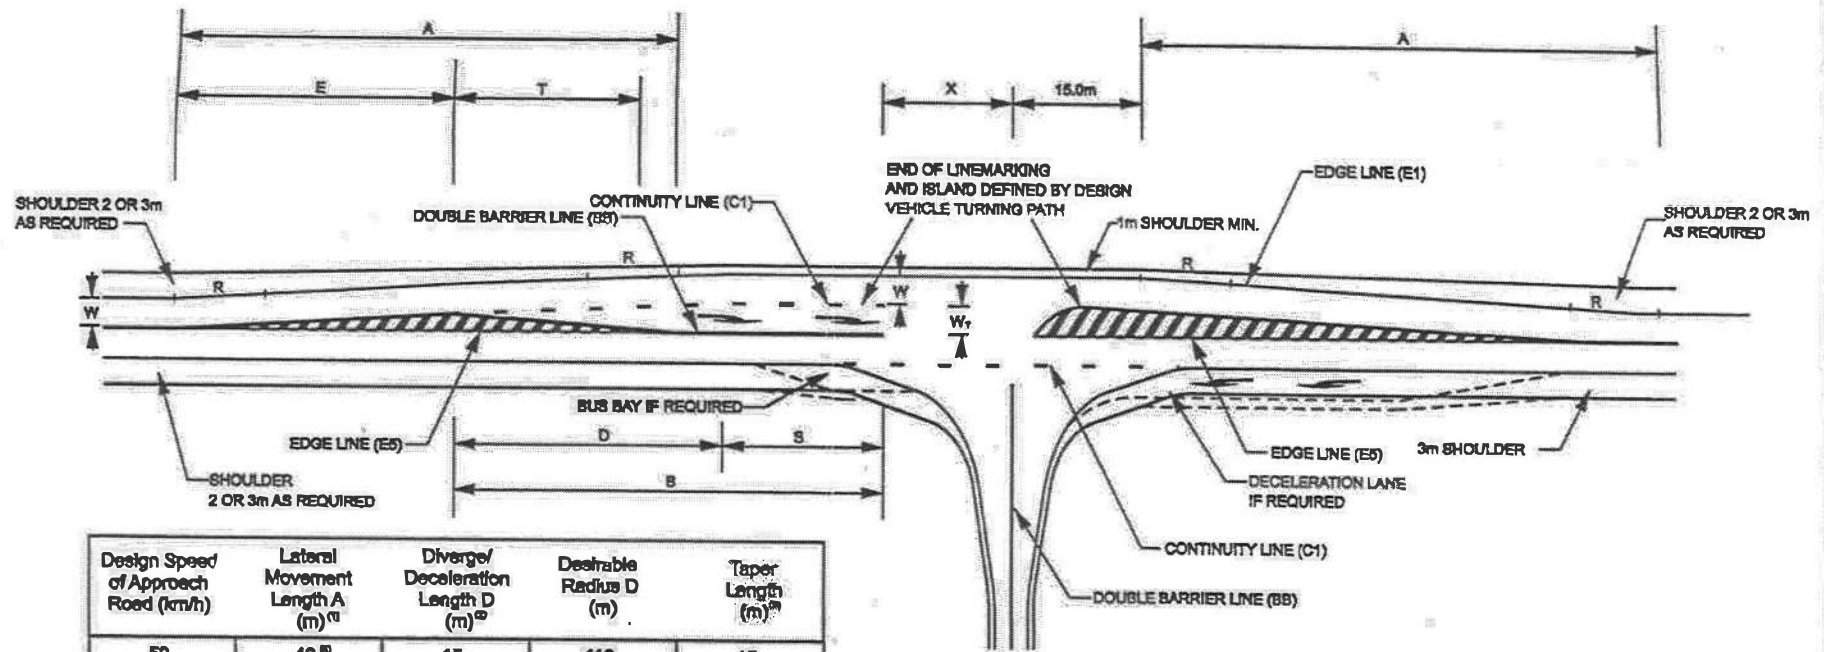 A
A
E
T
X
15.0m
END OF LINEMARKING
AND ISLAND DEFINED BY DESIGN
VEHICLE TURNING PATH
EDGE LINE (E1)
SHOULDER 2 OR 3m
AS REQUIRED
CONTINUITY LINE (C1)
DOUBLE BARRIER LINE (BB)
1m SHOULDER MIN.
SHOULDER 2 OR 3m
AS REQUIRED
R
R
R
R
W
W
WT
BUS BAY IF REQUIRED
EDGE LINE (E5)
D
S
B
SHOULDER
2 OR 3m AS REQUIRED
EDGE LINE (E5)
3m SHOULDER
DECELERATION LANE
IF REQUIRED
CONTINUITY LINE (C1)
DOUBLE BARRIER LINE (BB)
Design Speed
of Approach
Road (km/h)
Lateral
Movement
Length A
(m)(1)
Diverge/
Deceleration
Length D
(m)(2)
Desirable
Radius D
(m)
Taper
Length
(m)